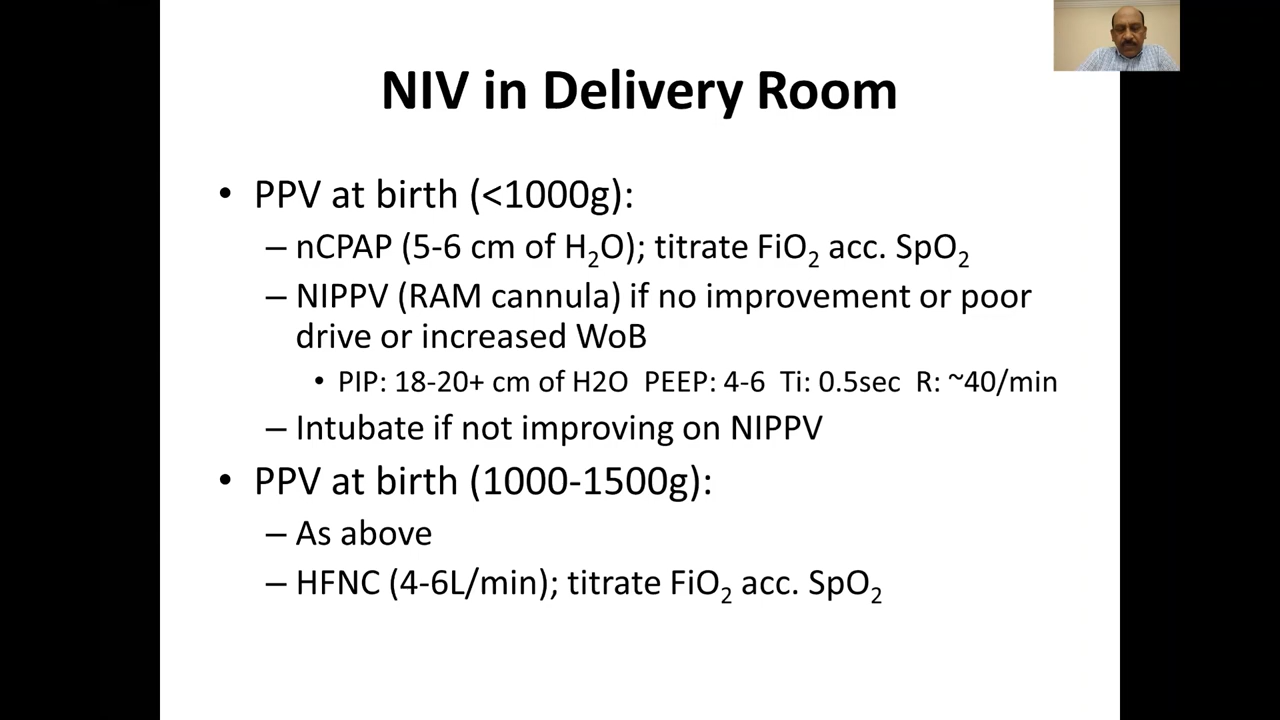 NIV in Delivery Room
• PPV at birth (<1000g):
– nCPAP (5-6 cm of H₂O); titrate FiO₂ acc. SpO₂
– NIPPV (RAM cannula) if no improvement or poor
drive or increased WoB
• PIP: 18-20+ cm of H2O PEEP: 4-6 Ti: 0.5sec R: ~40/min
– Intubate if not improving on NIPPV
• PPV at birth (1000-1500g):
– As above
– HFNC (4-6L/min); titrate FiO₂ acc. SpO₂